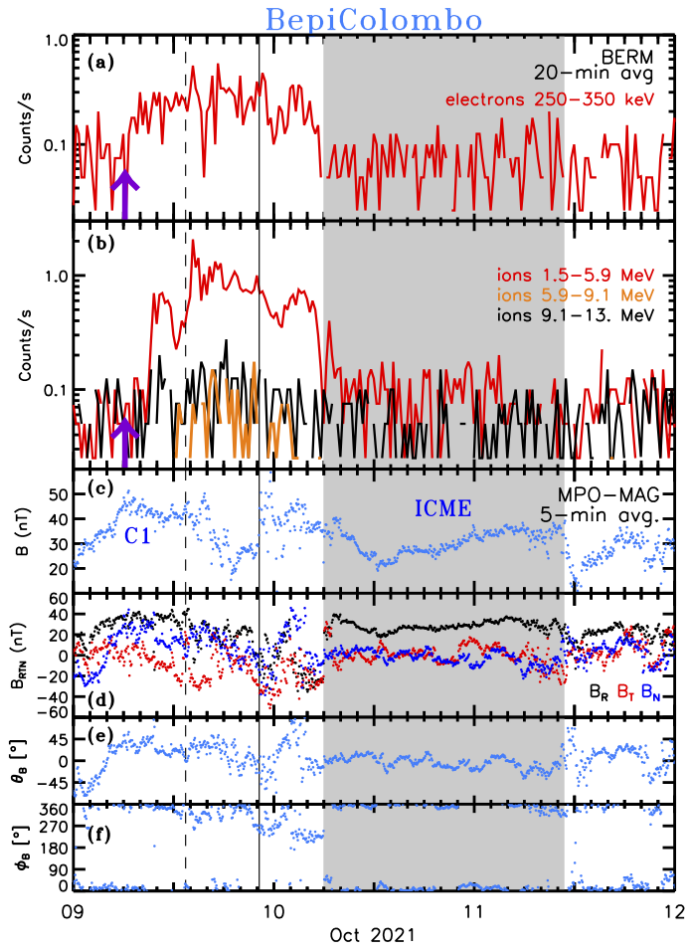 BepiColombo
(a)
BERM
20-min avg
electrons 250-350 keV
1.0
0.1
Counts/s
(b)
ions 1.5-5.9 MeV
ions 5.9-9.1 MeV
ions 9.1-13. MeV
1.0
0.1
Counts/s
(c)
C1
ICME
MPO-MAG
5-min avg.
50
40
30
20
B (nT)
60
40
20
0
-20
-40
-60
B_RTN (nT)
(d)
B_R B_T B_N
(e)
45
0
-45
θ_B [°]
(f)
360
270
180
90
0
ϕ_B [°]
09
10
11
12
Oct 2021